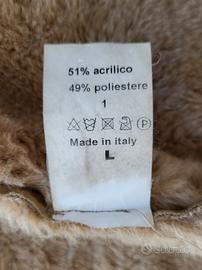 51% acrilico
49% poliestere
1
Made in italy
L